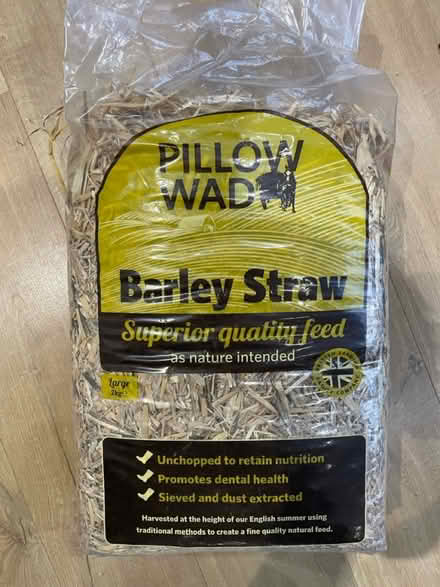 PILLOW
WAD
Barley Straw
Superior quality feed
as nature intended
Large
Unchopped to retain nutrition
Promotes dental health
Sieved and dust extracted
Harvested at the height of our English summer using
traditional methods to create a fine quality natural feed.